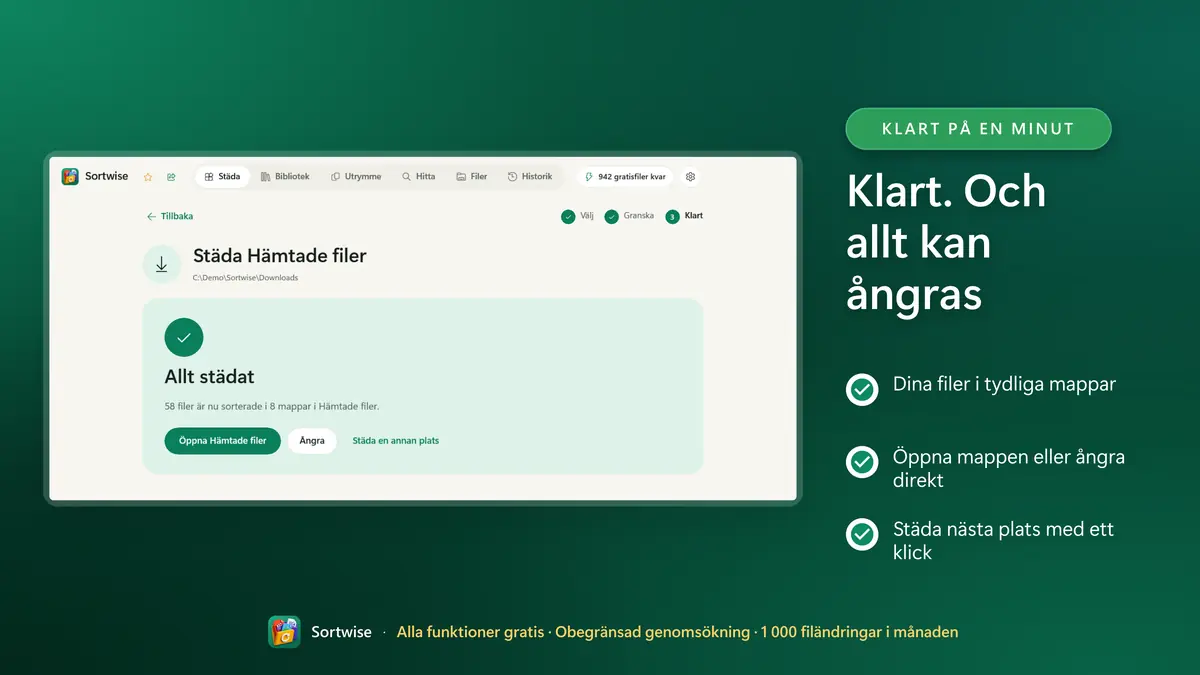 Sortwise
Städa
Bibliotek
Utrymme
Hitta
Filer
Historik
942 gratisfiler kvar
Tillbaka
Välj
Granska
3 Klart
Städa Hämtade filer
C:\Demo\Sortwise\Downloads
Allt städat
58 filer är nu sorterade i 8 mappar i Hämtade filer.
Öppna Hämtade filer
Ångra
Städa en annan plats
KLART PÅ EN MINUT
Klart. Och
allt kan
ångras
Dina filer i tydliga mappar
Öppna mappen eller ångra
direkt
Städa nästa plats med ett
klick
Sortwise · Alla funktioner gratis · Obegränsad genomsökning · 1 000 filändringar i månaden